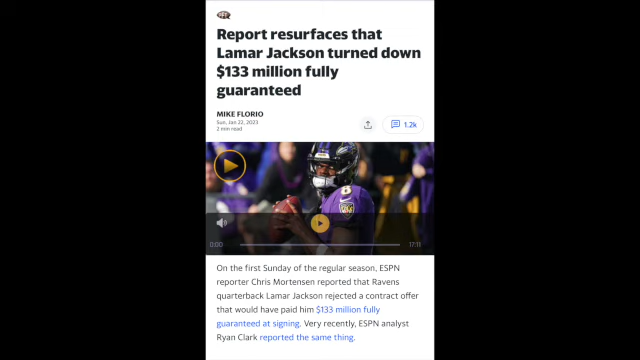 Report resurfaces that
Lamar Jackson turned down
$133 million fully
guaranteed
MIKE FLORIO
Sun, Jan 22, 2023
2 min read
1.2k
8
0:00
17:11
On the first Sunday of the regular season, ESPN
reporter Chris Mortensen reported that Ravens
quarterback Lamar Jackson rejected a contract offer
that would have paid him $133 million fully
guaranteed at signing. Very recently, ESPN analyst
Ryan Clark reported the same thing.